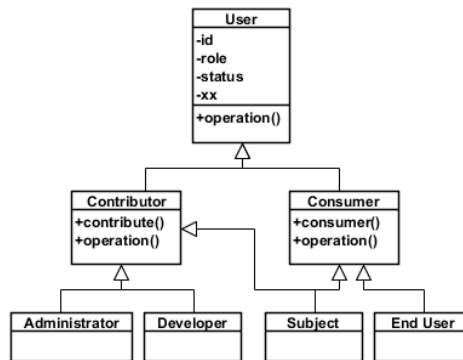 User
-id
-role
-status
-xx
+operation()
Contributor
+contribute()
+operation()
Consumer
+consumer()
+operation()
Administrator
Developer
Subject
End User